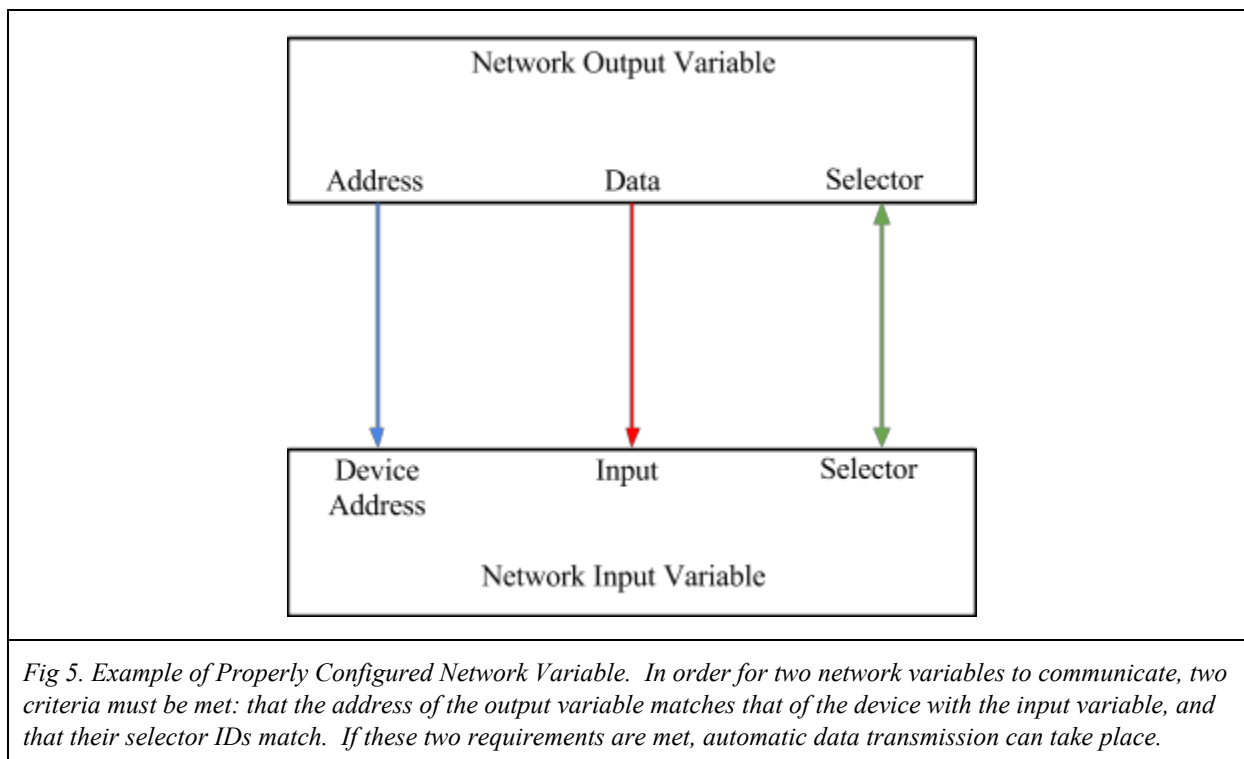 Network Output Variable
Address Data Selector
Device Address Input Selector
Network Input Variable
Fig 5. Example of Properly Configured Network Variable. In order for two network variables to communicate, two
criteria must be met: that the address of the output variable matches that of the device with the input variable, and
that their selector IDs match. If these two requirements are met, automatic data transmission can take place.